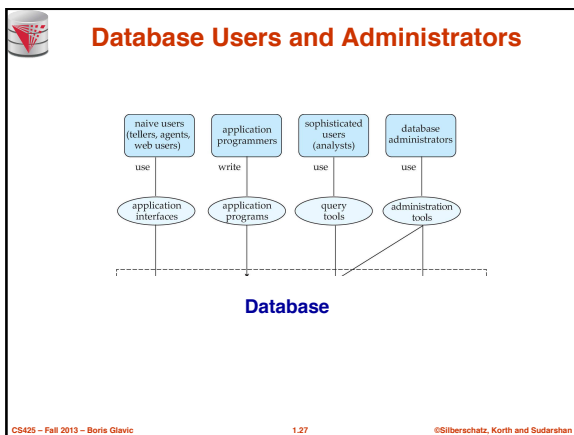 Database Users and Administrators
naive users
(tellers, agents,
web users)
application
programmers
sophisticated
users
(analysts)
database
administrators
use
write
use
use
application
interfaces
application
programs
query
tools
administration
tools
Database
CS425 – Fall 2013 – Boris Glavic
1.27
©Silberschatz, Korth and Sudarshan